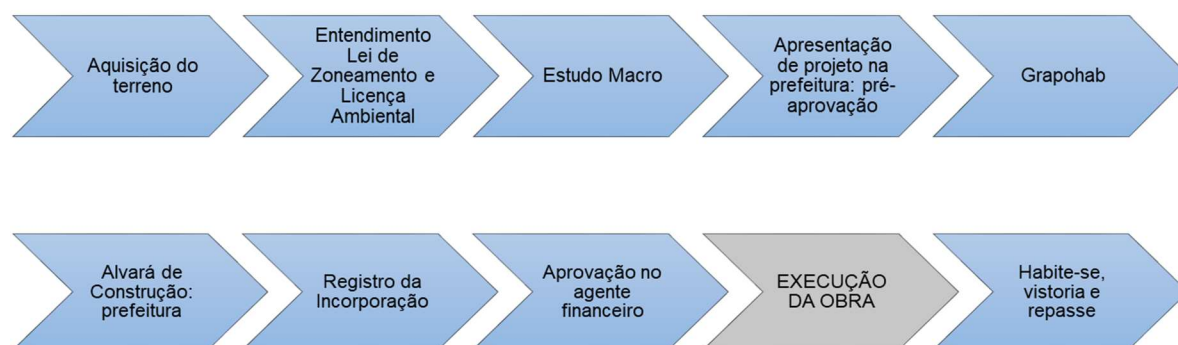 Aquisição do
terreno
Entendimento
Lei de
Zoneamento e
Licença
Ambiental
Estudo Macro
Apresentação
de projeto na
prefeitura: pré-
aprovação
Grapohab
Alvará de
Construção:
prefeitura
Registro da
Incorporação
Aprovação no
agente
financeiro
EXECUÇÃO
DA OBRA
Habite-se,
vistoria e
repasse